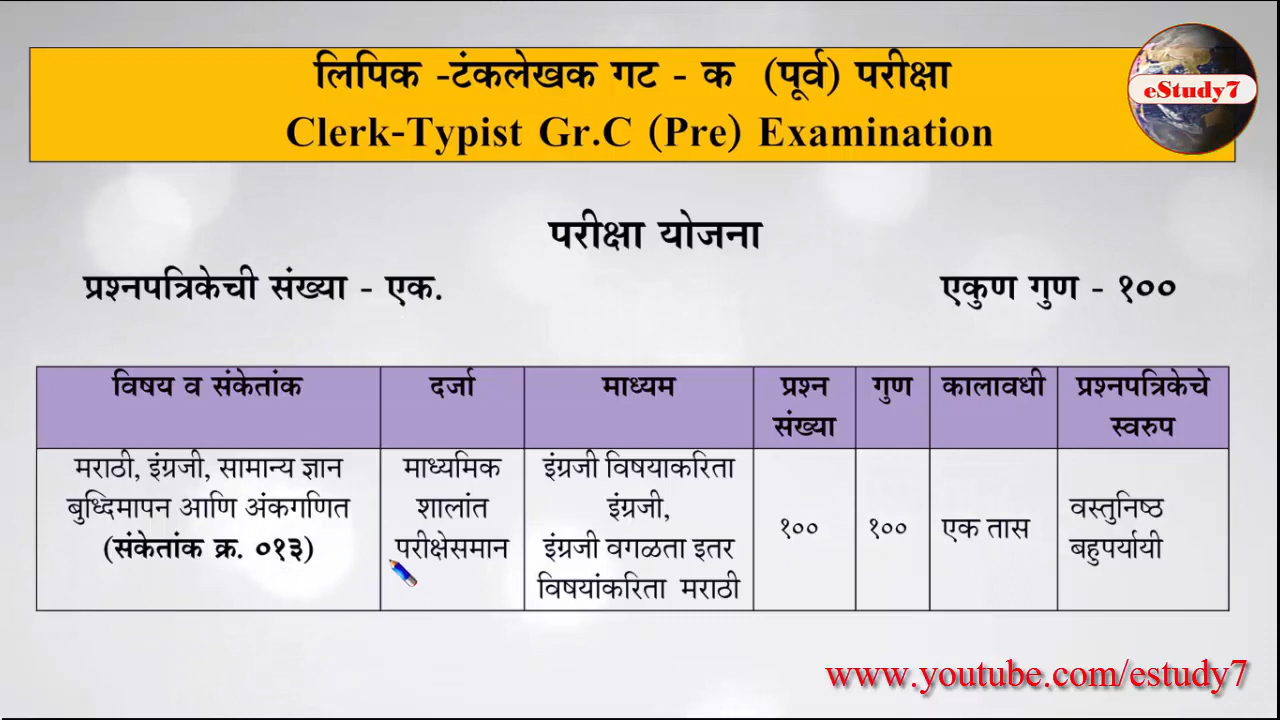 लिपिक -टंकलेखक गट - क (पूर्व) परीक्षा
Clerk-Typist Gr.C (Pre) Examination
eStudy7
परीक्षा योजना
प्रश्नपत्रिकेची संख्या - एक.
एकुण गुण - १००
विषय व संकेतांक
दर्जा
माध्यम
प्रश्न
संख्या
गुण
कालावधी
प्रश्नपत्रिकेचे
स्वरुप
मराठी, इंग्रजी, सामान्य ज्ञान
बुध्दिमापन आणि अंकगणित
(संकेतांक क्र. ०१३)
माध्यमिक
शालांत
परीक्षेसमान
इंग्रजी विषयाकरिता
इंग्रजी,
इंग्रजी वगळता इतर
विषयांकरिता मराठी
१००
१००
एक तास
वस्तुनिष्ठ
बहुपर्यायी
www.youtube.com/estudy7